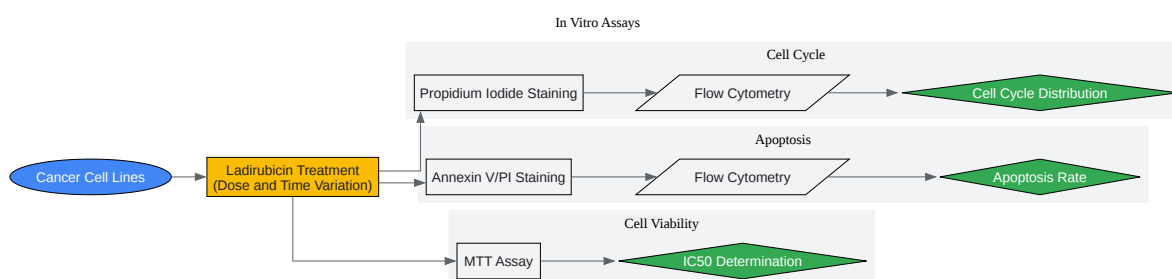 In Vitro Assays
Cell Cycle
Propidium Iodide Staining
Flow Cytometry
Cell Cycle Distribution
Apoptosis
Cancer Cell Lines
Ladirubicin Treatment
(Dose and Time Variation)
Annexin V/PI Staining
Flow Cytometry
Apoptosis Rate
Cell Viability
MTT Assay
IC50 Determination